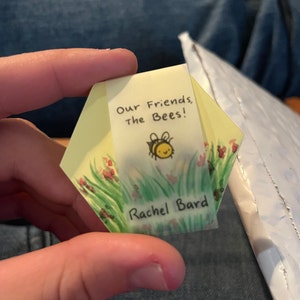 Our Friends,
The Bees!
Rachel Bard